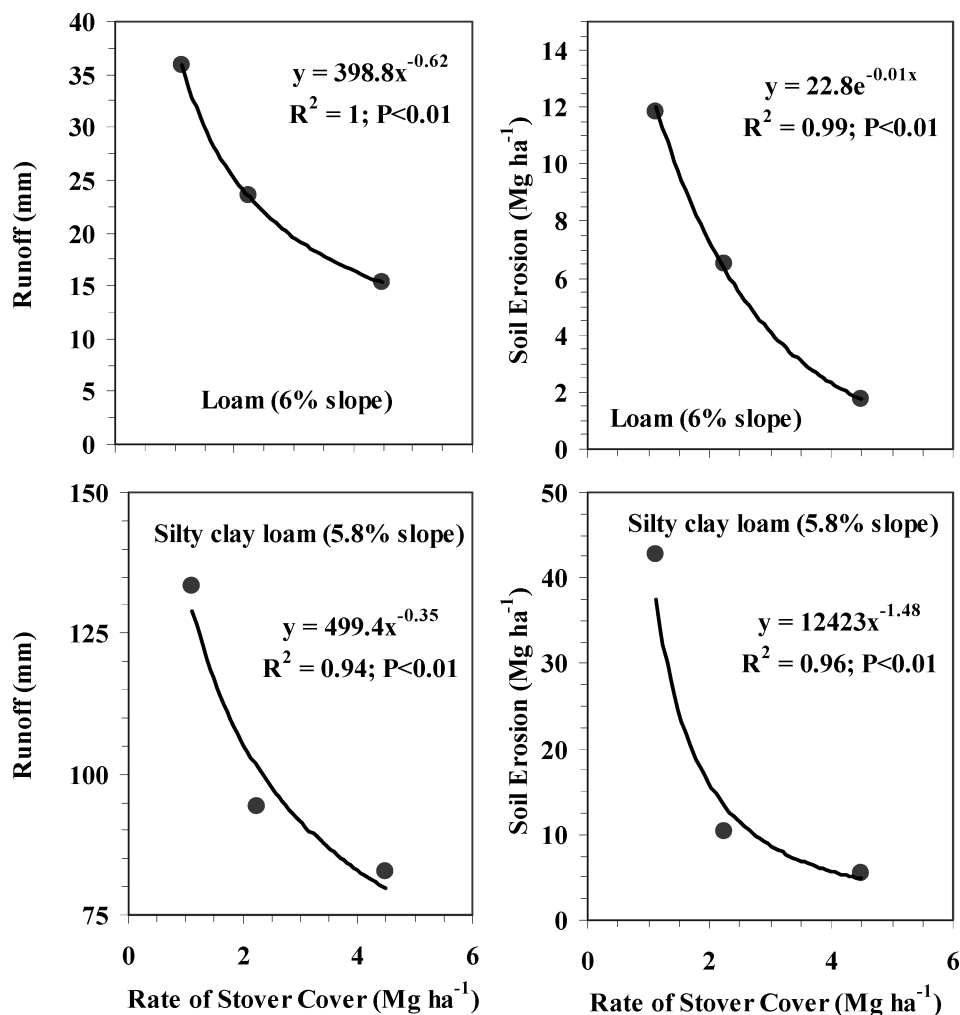 40
35
30
25
20
15
10
5
0
Runoff (mm)
y = 398.8x^-0.62
R^2 = 1; P<0.01
Loam (6% slope)
14
12
10
8
6
4
2
0
Soil Erosion (Mg ha^-1)
y = 22.8e^-0.01x
R^2 = 0.99; P<0.01
Loam (6% slope)
150
125
100
75
Runoff (mm)
Silty clay loam (5.8% slope)
y = 499.4x^-0.35
R^2 = 0.94; P<0.01
0 2 4 6
Rate of Stover Cover (Mg ha^-1)
50
40
30
20
10
0
Soil Erosion (Mg ha^-1)
Silty clay loam (5.8% slope)
y = 12423x^-1.48
R^2 = 0.96; P<0.01
0 2 4 6
Rate of Stover Cover (Mg ha^-1)